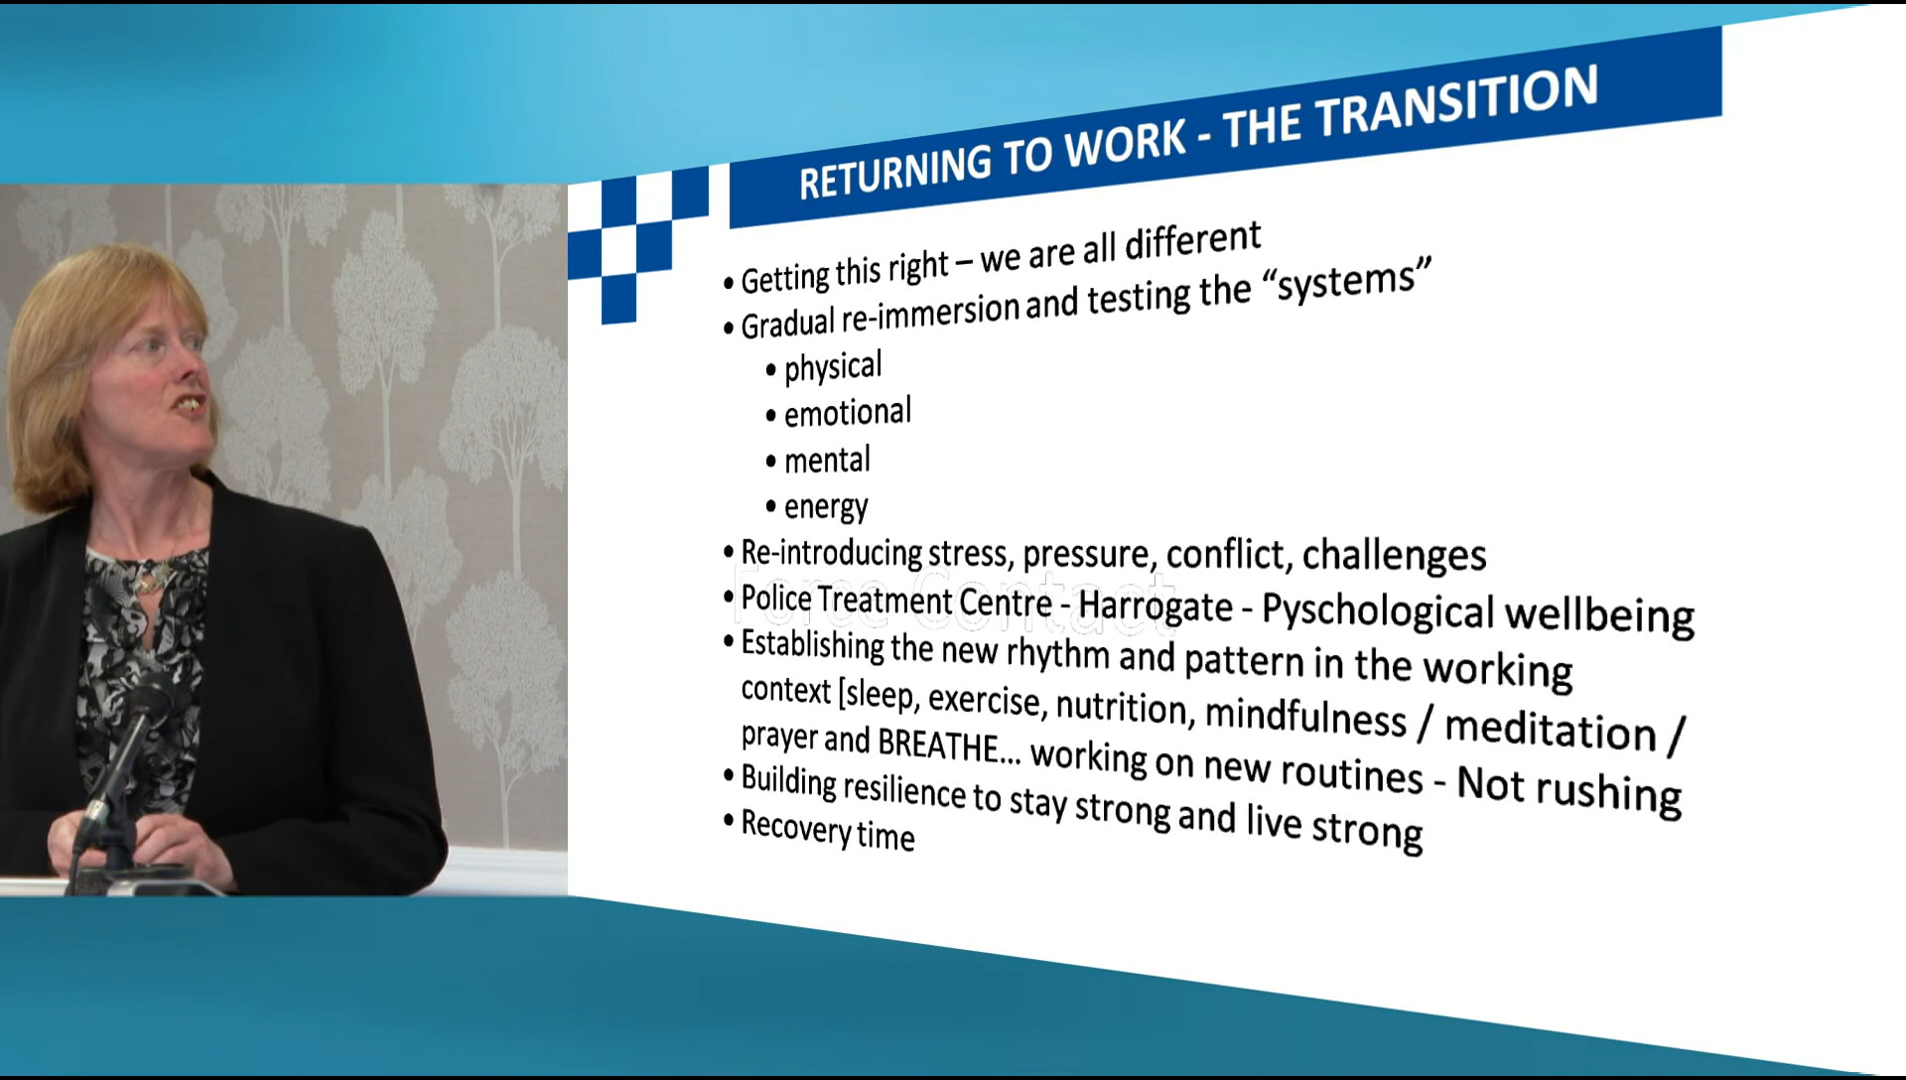 RETURNING TO WORK - THE TRANSITION
• Getting this right – we are all different
• Gradual re-immersion and testing the “systems”
• physical
• emotional
• mental
• energy
• Re-introducing stress, pressure, conflict, challenges
Force Contact
• Police Treatment Centre - Harrogate - Pyschological wellbeing
• Establishing the new rhythm and pattern in the working
context [sleep, exercise, nutrition, mindfulness / meditation /
prayer and BREATHE... working on new routines - Not rushing
• Building resilience to stay strong and live strong
• Recovery time